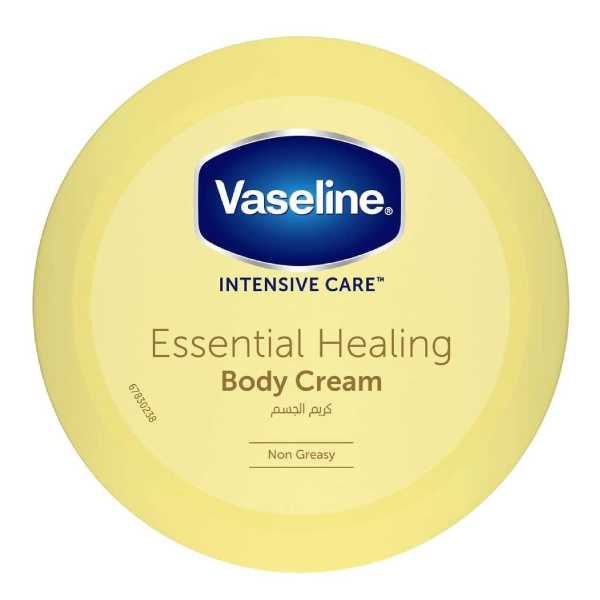 Vaseline®
INTENSIVE CARE™
Essential Healing
Body Cream
كريم الجسم
67830238
Non Greasy